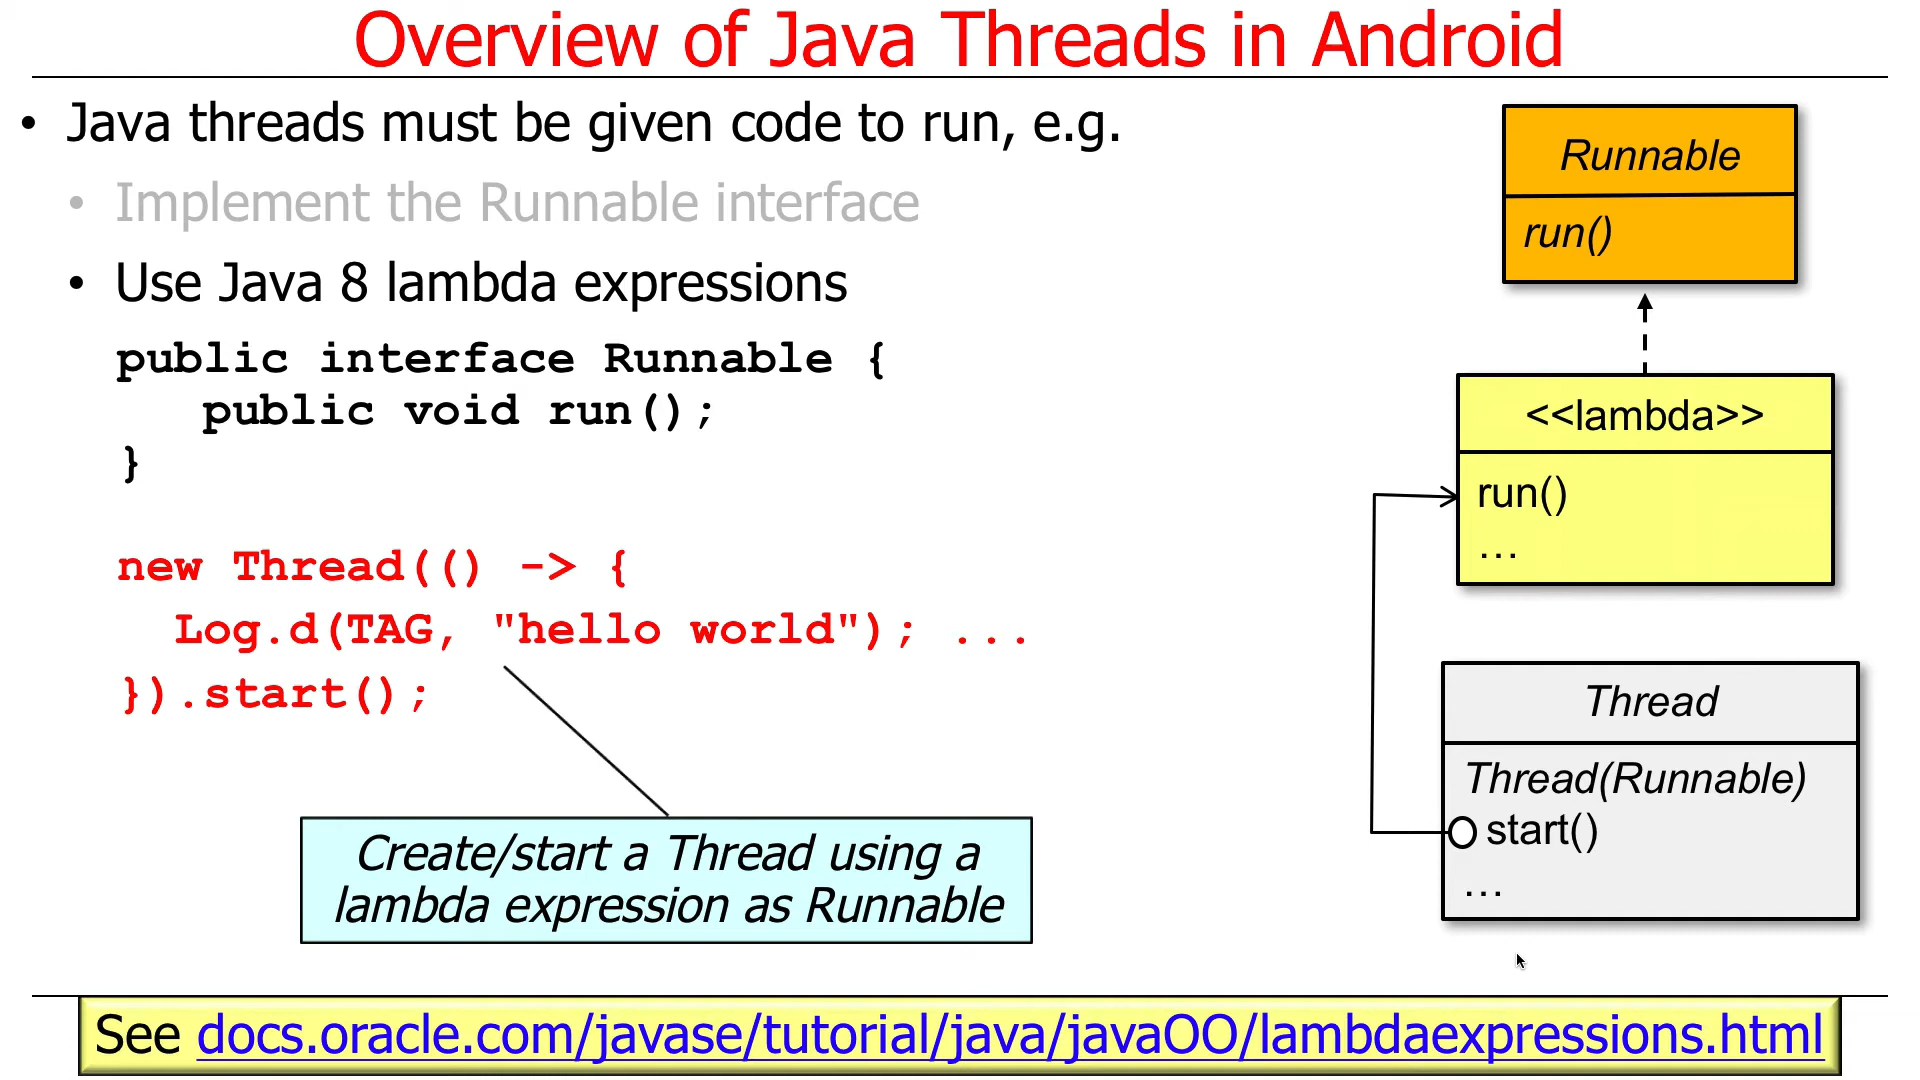 Overview of Java Threads in Android
• Java threads must be given code to run, e.g.
• Implement the Runnable interface
• Use Java 8 lambda expressions
public interface Runnable {
public void run();
}
new Thread(() -> {
Log.d(TAG, "hello world"); ...
}).start();
Create/start a Thread using a
lambda expression as Runnable
Runnable
run()
<<lambda>>
run()
...
Thread
Thread(Runnable)
start()
...
See docs.oracle.com/javase/tutorial/java/javaOO/lambdaexpressions.html